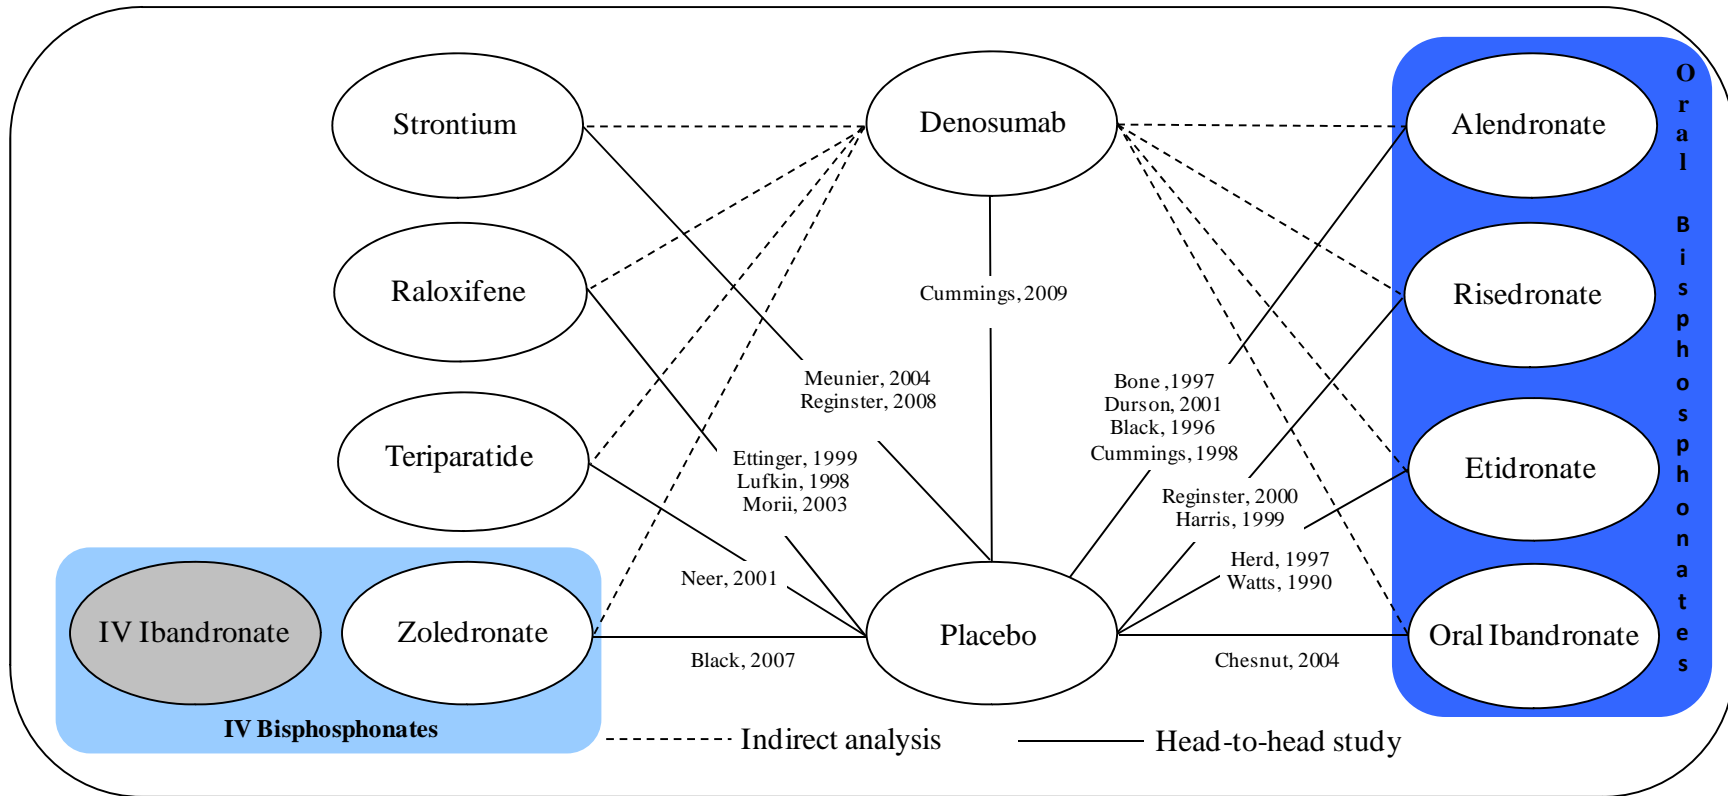 Strontium
Denosumab
Alendronate
Raloxifene
Cummings, 2009
Risedronate
Meunier, 2004
Reginster, 2008
Bone ,1997
Durson, 2001
Black, 1996
Cummings, 1998
Teriparatide
Ettinger, 1999
Lufkin, 1998
Morii, 2003
Reginster, 2000
Harris, 1999
Etidronate
Neer, 2001
Herd, 1997
Watts, 1990
IV Ibandronate
Zoledronate
Black, 2007
Placebo
Chesnut, 2004
Oral Ibandronate
IV Bisphosphonates
Oral Bisphosphonates
Indirect analysis
Head-to-head study